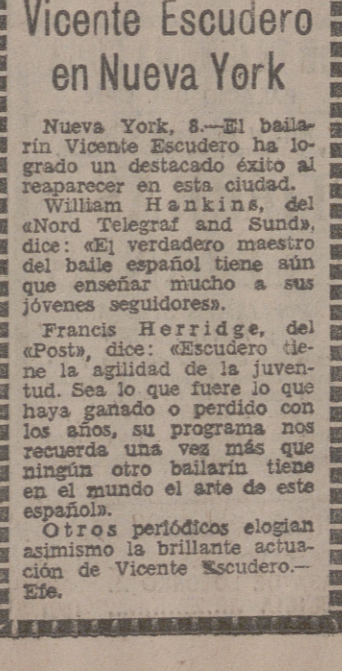 Vicente Escudero
en Nueva York
Nueva York, 8.—El baila-
rín Vicente Escudero ha lo-
grado un destacado éxito al
reaparecer en esta ciudad.
William Hankins, del
«Nord Telegraf and Sund»,
dice: «El verdadero maestro
del baile español tiene aún
que enseñar mucho a sus
jóvenes seguidores».
Francis Herridge, del
«Post», dice: «Escudero tie-
ne la agilidad de la juven-
tud. Sea lo que fuere lo que
haya ganado o perdido con
los años, su programa nos
recuerda una vez más que
ningún otro bailarín tiene
en el mundo el arte de este
español».
Otros periódicos elogian
asimismo la brillante actua-
ción de Vicente Escudero.—
Efe.